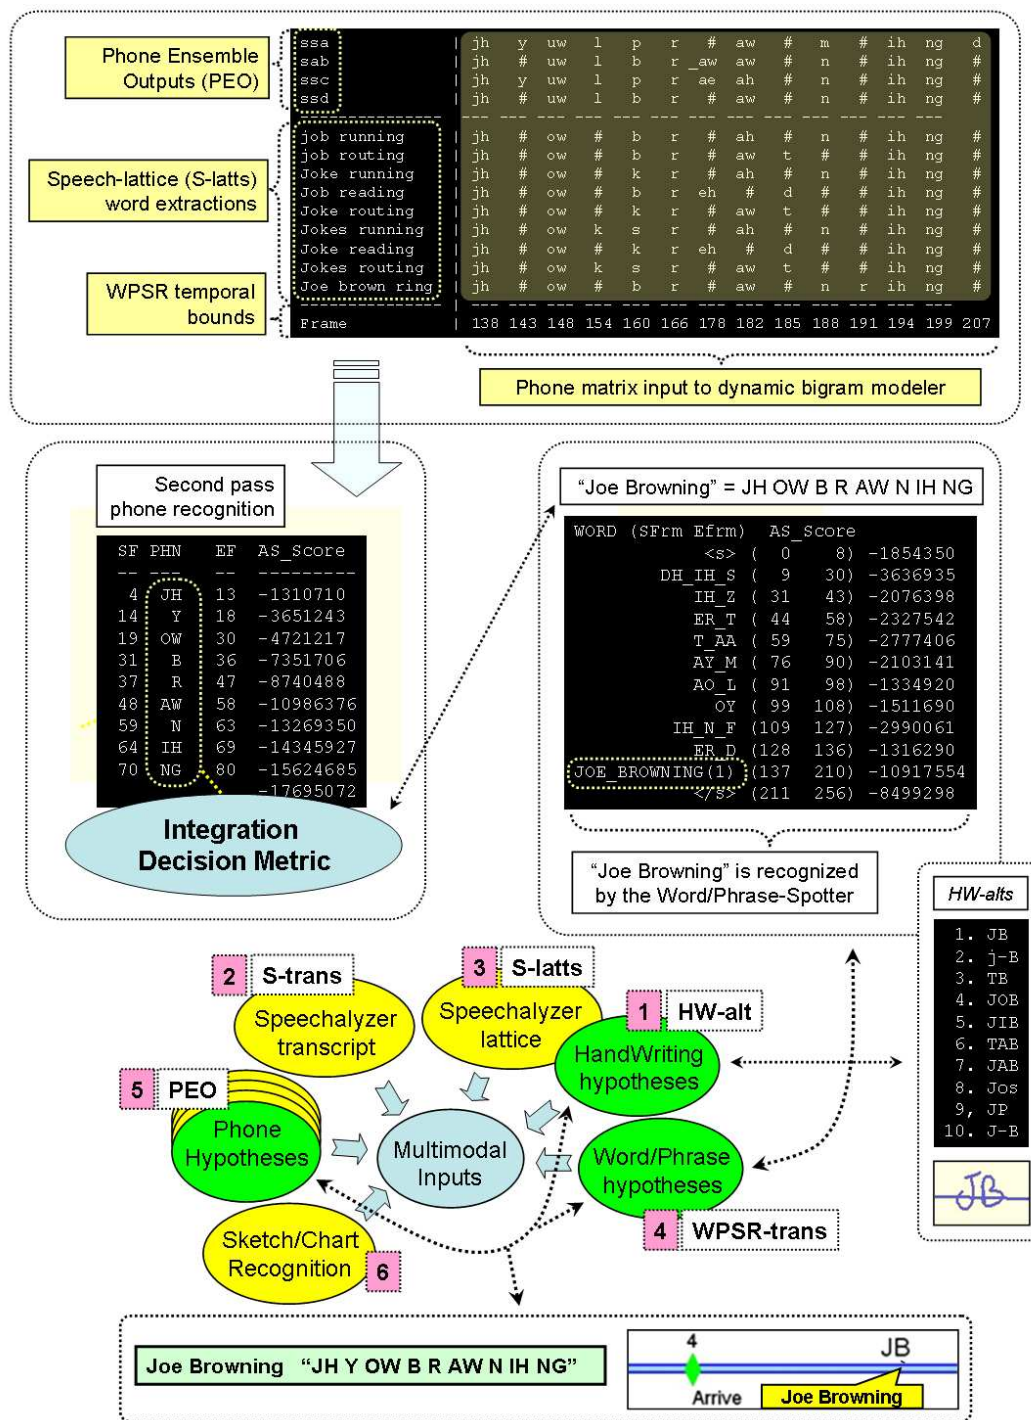 Phone Ensemble
Outputs (PEO)
Speech-lattice (S-latts)
word extractions
WPSR temporal
bounds
ssa | jh y uw l p r # aw # m # ih ng d
sab | jh # uw l b r _aw aw # n # ih ng #
ssc | jh y uw l p r ae ah # n # ih ng #
ssd | jh # uw l b r # aw # n # ih ng #
job running | jh # ow # b r # ah # n # ih ng #
job routing | jh # ow # b r # aw t # # ih ng #
Joke running | jh # ow # k r # ah # n # ih ng #
Job reading | jh # ow # b r eh # d # # ih ng #
Joke routing | jh # ow # k r # aw t # # ih ng #
Jokes running | jh # ow k s r # ah # n # ih ng #
Joke reading | jh # ow # k r eh # d # # ih ng #
Jokes routing | jh # ow k s r # aw t # # ih ng #
Joe brown ring | jh # ow # b r # aw # n r ih ng #
Frame | 138 143 148 154 160 166 178 182 185 188 191 194 199 207
Phone matrix input to dynamic bigram modeler
Second pass
phone recognition
SF PHN EF AS_Score
4 JH 13 -1310710
14 Y 18 -3651243
19 OW 30 -4721217
31 B 36 -7351706
37 R 47 -8740488
48 AW 58 -10986376
59 N 63 -13269350
64 IH 69 -14345927
70 NG 80 -15624685
-17695072
Integration
Decision Metric
“Joe Browning” = JH OW B R AW N IH NG
WORD (SFrm Efrm) AS_Score
<s> ( 0 8) -1854350
DH_IH_S ( 9 30) -3636935
IH_Z ( 31 43) -2076398
ER_T ( 44 58) -2327542
T_AA ( 59 75) -2777406
AY_M ( 76 90) -2103141
AO_L ( 91 98) -1334920
OY ( 99 108) -1511690
IH_N_F (109 127) -2990061
ER_D (128 136) -1316290
JOE_BROWNING(1) (137 210) -10917554
</s> (211 256) -8499298
“Joe Browning” is recognized
by the Word/Phrase-Spotter
HW-alts
1. JB
2. j-B
3. TB
4. JOB
5. JIB
6. TAB
7. JAB
8. Jos
9, JP
10. J-B
JB
2 S-trans
Speechalyzer
transcript
3 S-latts
Speechalyzer
lattice
1 HW-alt
HandWriting
hypotheses
5 PEO
Phone
Hypotheses
Multimodal
Inputs
Word/Phrase
hypotheses
4 WPSR-trans
Sketch/Chart
Recognition
6
Joe Browning “JH Y OW B R AW N IH NG”
4
JB
Arrive
Joe Browning